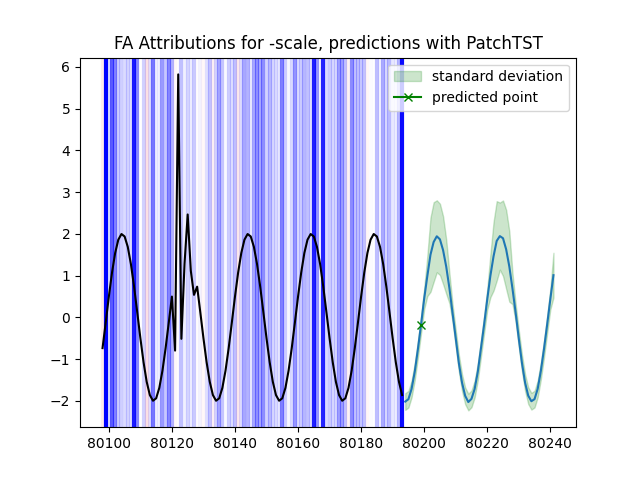 FA Attributions for -scale, predictions with PatchTST
6
5
4
3
2
1
0
−1
−2
standard deviation
predicted point
80100 80120 80140 80160 80180 80200 80220 80240